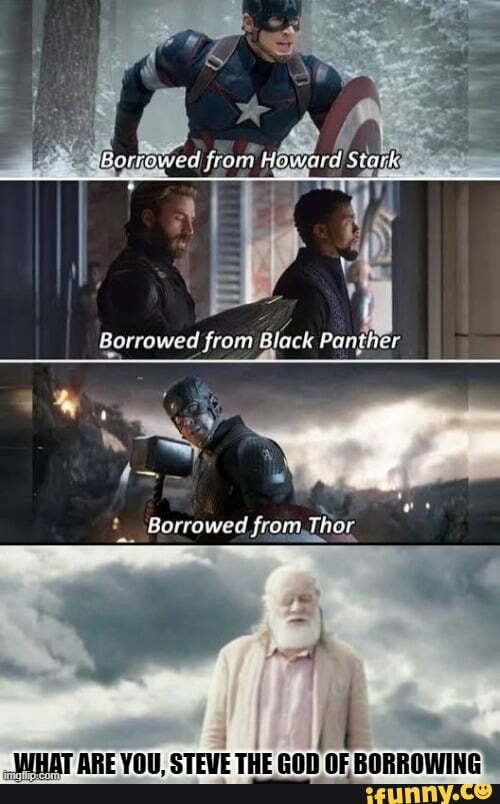 Borrowed from Howard Stark
Borrowed from Black Panther
Borrowed from Thor
WHAT ARE YOU, STEVE THE GOD OF BORROWING
imgflip.com
ifunny.co